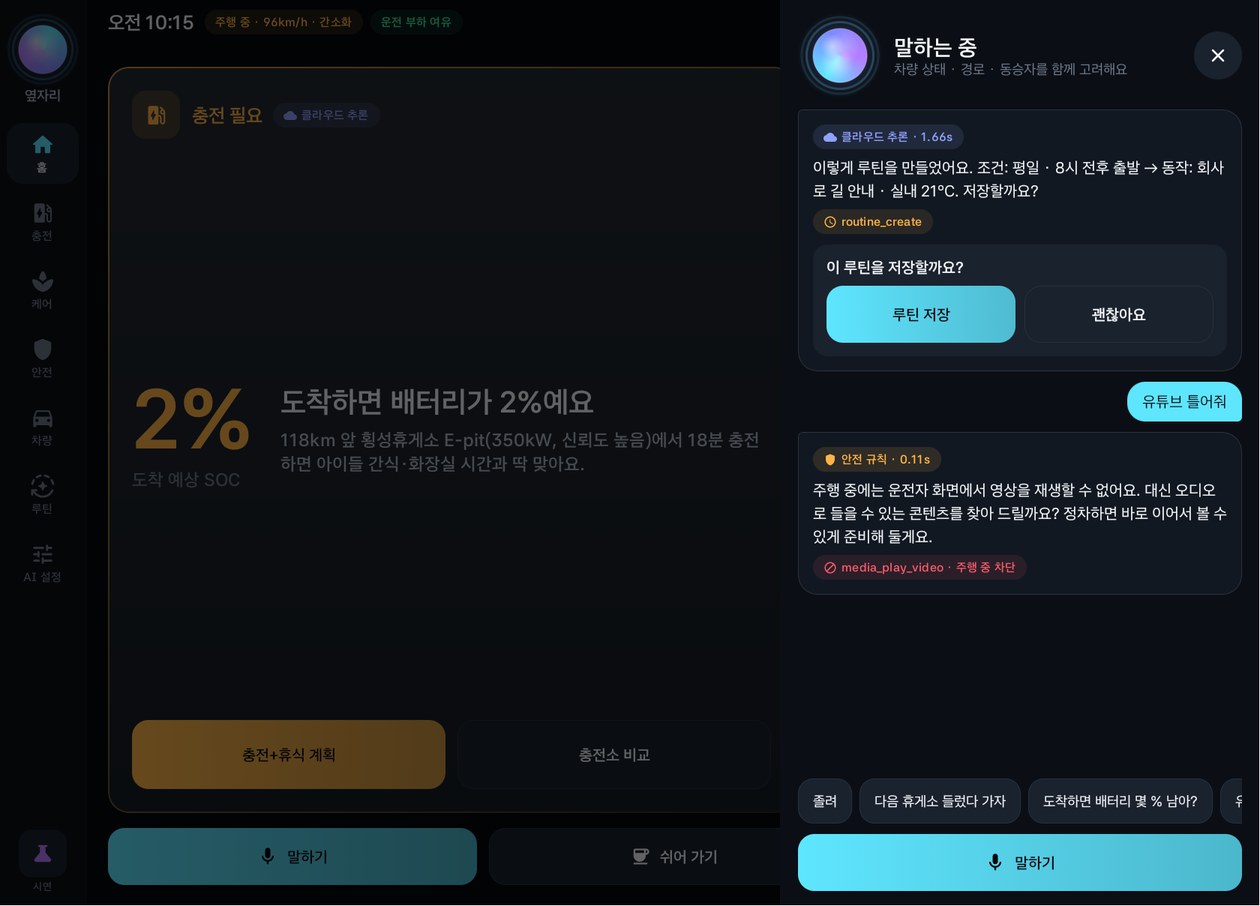 오전 10:15
주행 중 · 96km/h · 간소화
운전 부하 여유
옆자리
홈
충전
케어
안전
차량
루틴
AI 설정
시연
충전 필요
클라우드 추론
2%
도착 예상 SOC
도착하면 배터리가 2%예요
118km 앞 횡성휴게소 E-pit(350kW, 신뢰도 높음)에서 18분 충전
하면 아이들 간식·화장실 시간과 딱 맞아요.
충전+휴식 계획
충전소 비교
말하기
쉬어 가기
말하는 중
차량 상태 · 경로 · 동승자를 함께 고려해요
클라우드 추론 · 1.66s
이렇게 루틴을 만들었어요. 조건: 평일 · 8시 전후 출발 → 동작: 회사
로 길 안내 · 실내 21°C. 저장할까요?
routine_create
이 루틴을 저장할까요?
루틴 저장
괜찮아요
유튜브 틀어줘
안전 규칙 · 0.11s
주행 중에는 운전자 화면에서 영상을 재생할 수 없어요. 대신 오디오
로 들을 수 있는 콘텐츠를 찾아 드릴까요? 정차하면 바로 이어서 볼 수
있게 준비해 둘게요.
media_play_video · 주행 중 차단
졸려
다음 휴게소 들렀다 가자
도착하면 배터리 몇 % 남아?
말하기